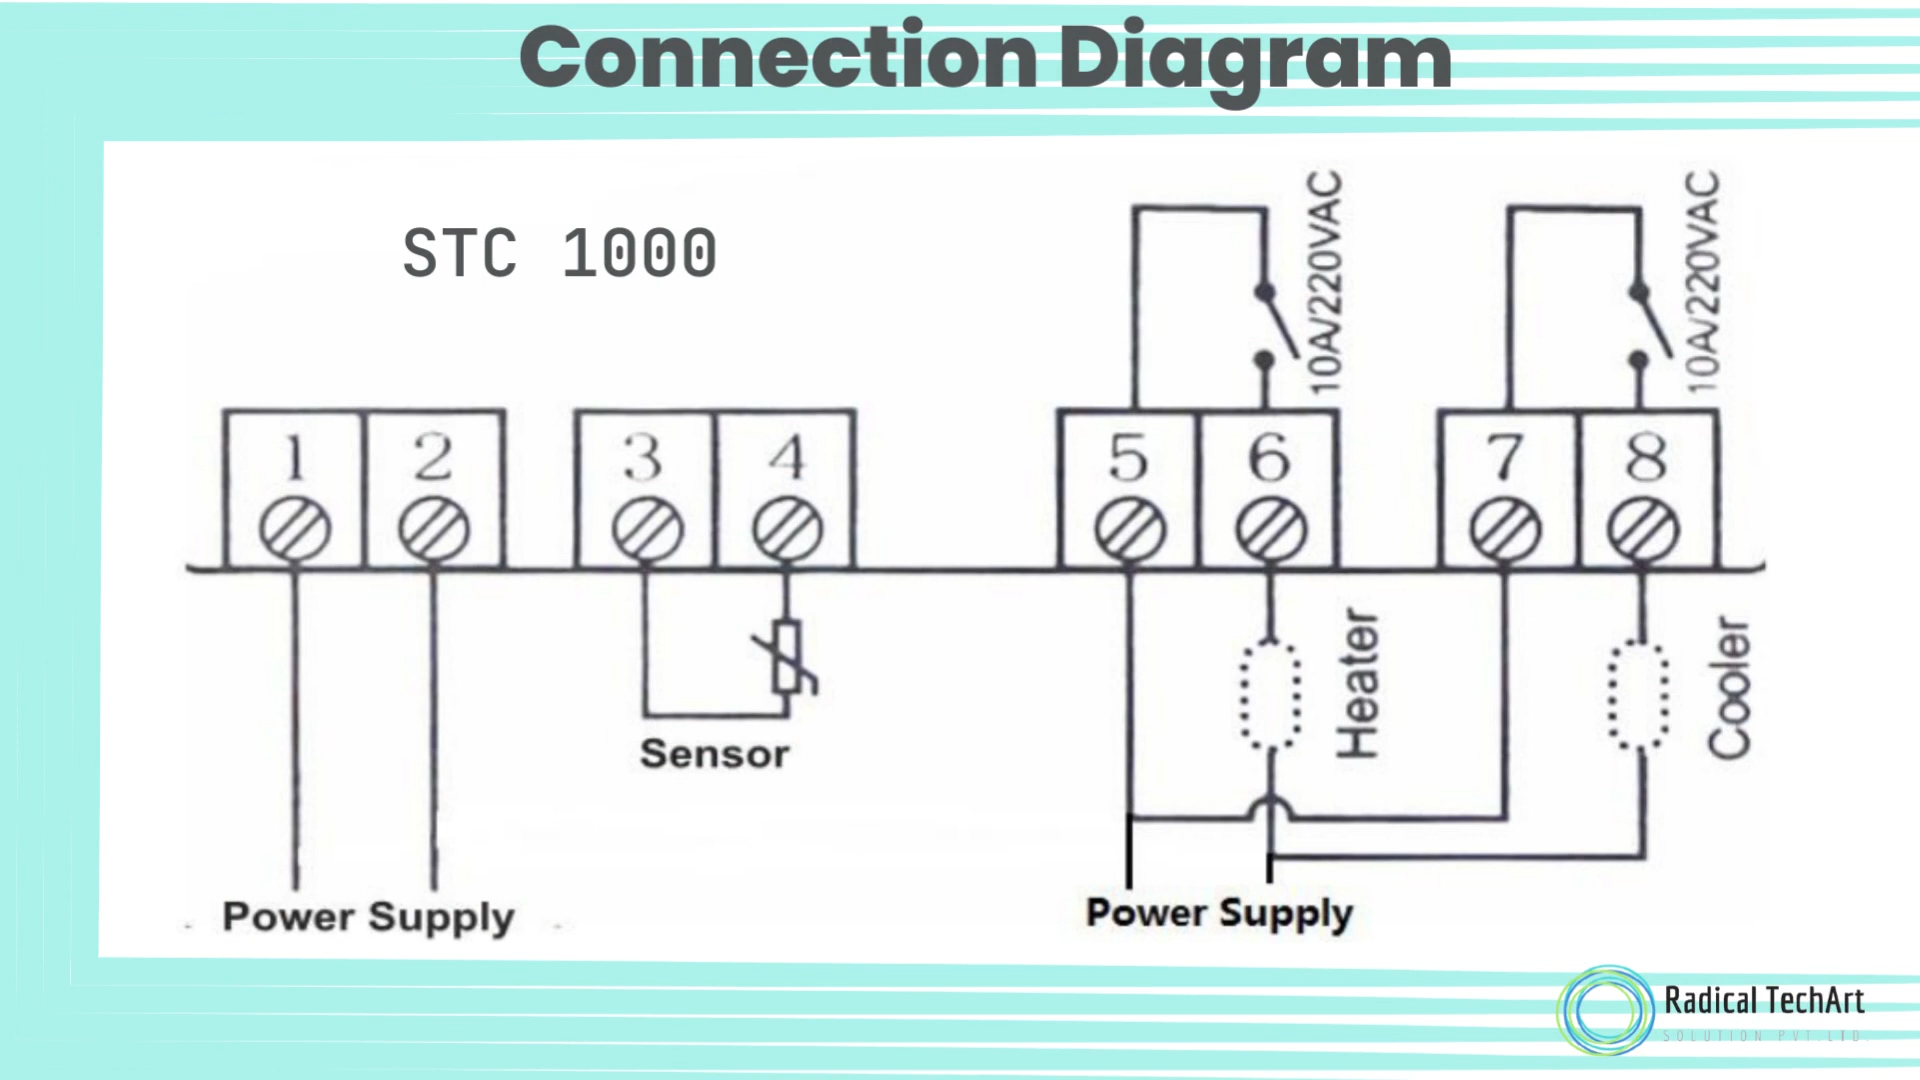 Connection Diagram
STC 1000
10A/220VAC
10A/220VAC
1 2 3 4 5 6 7 8
Heater
Cooler
Sensor
Power Supply
Power Supply
Radical TechArt
SOLUTION PVT.LTD.